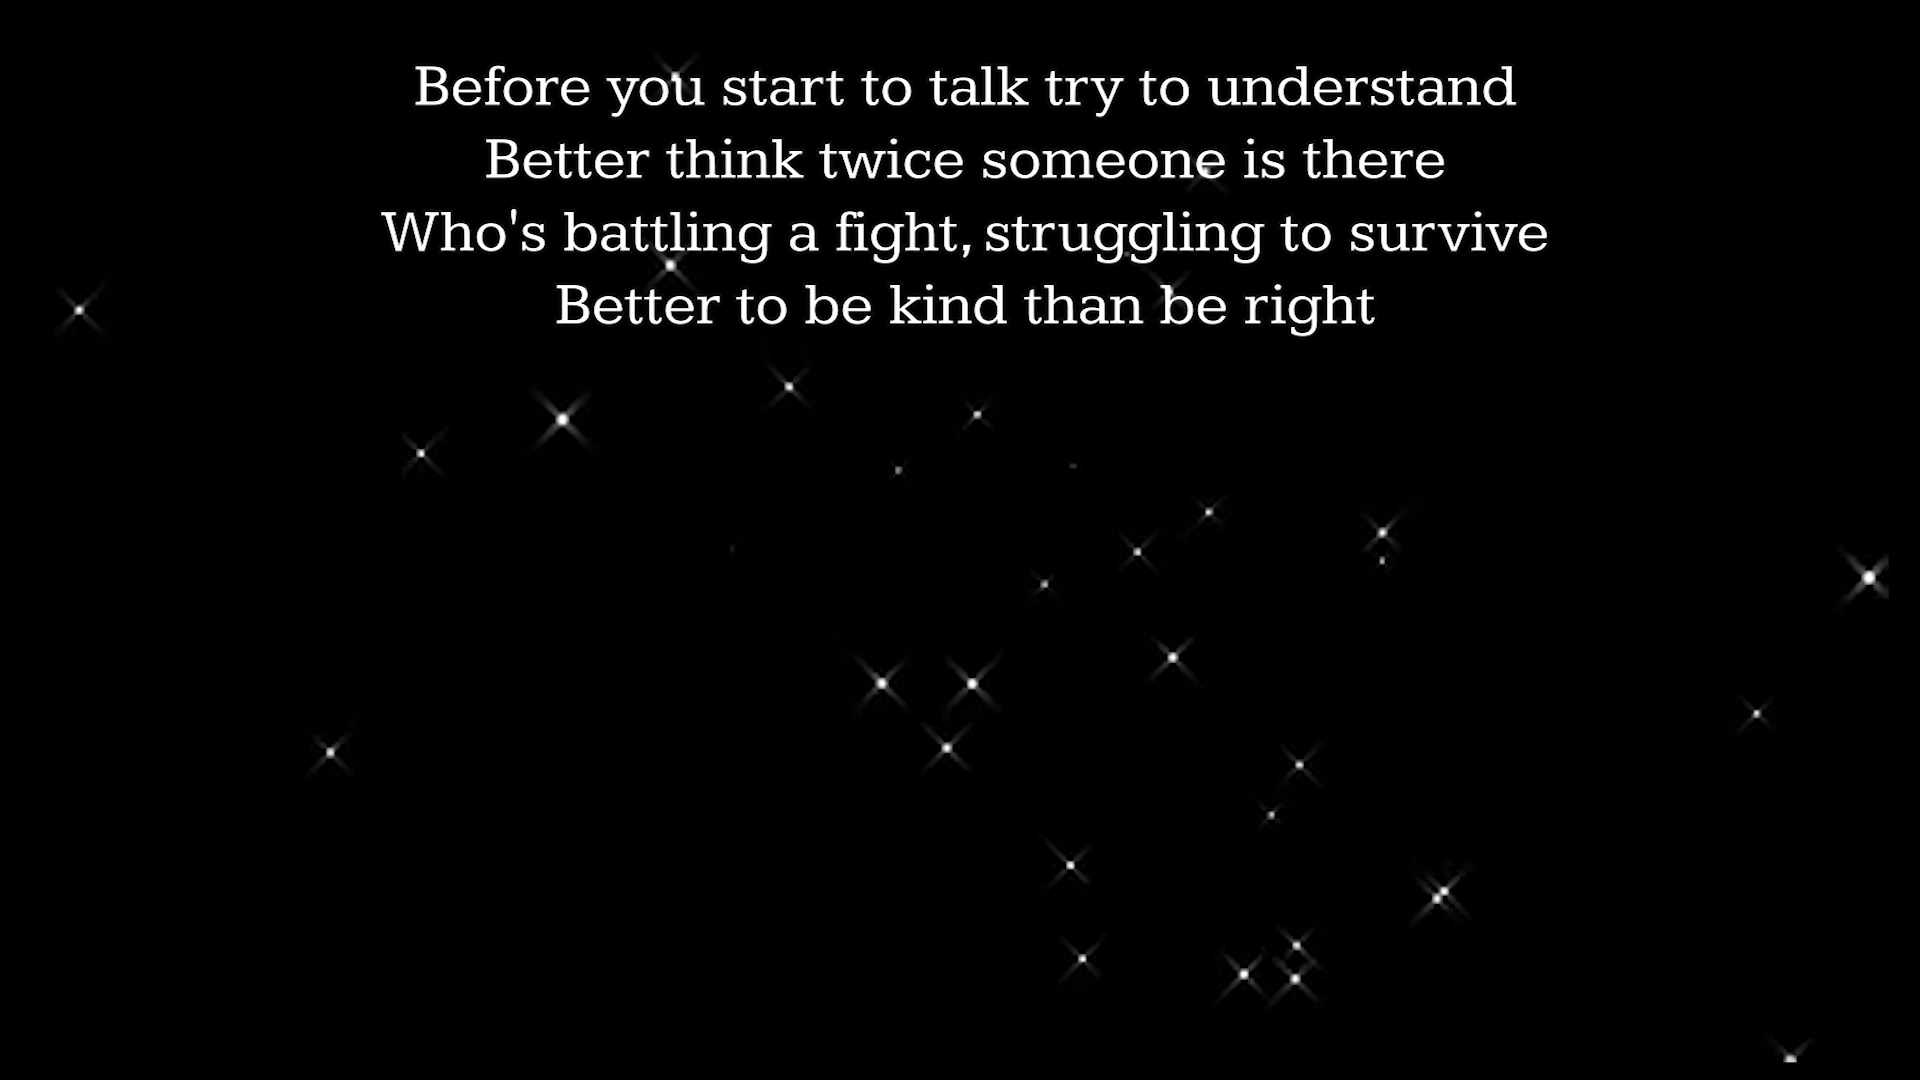 Before you start to talk try to understand
Better think twice someone is there
Who's battling a fight, struggling to survive
Better to be kind than be right